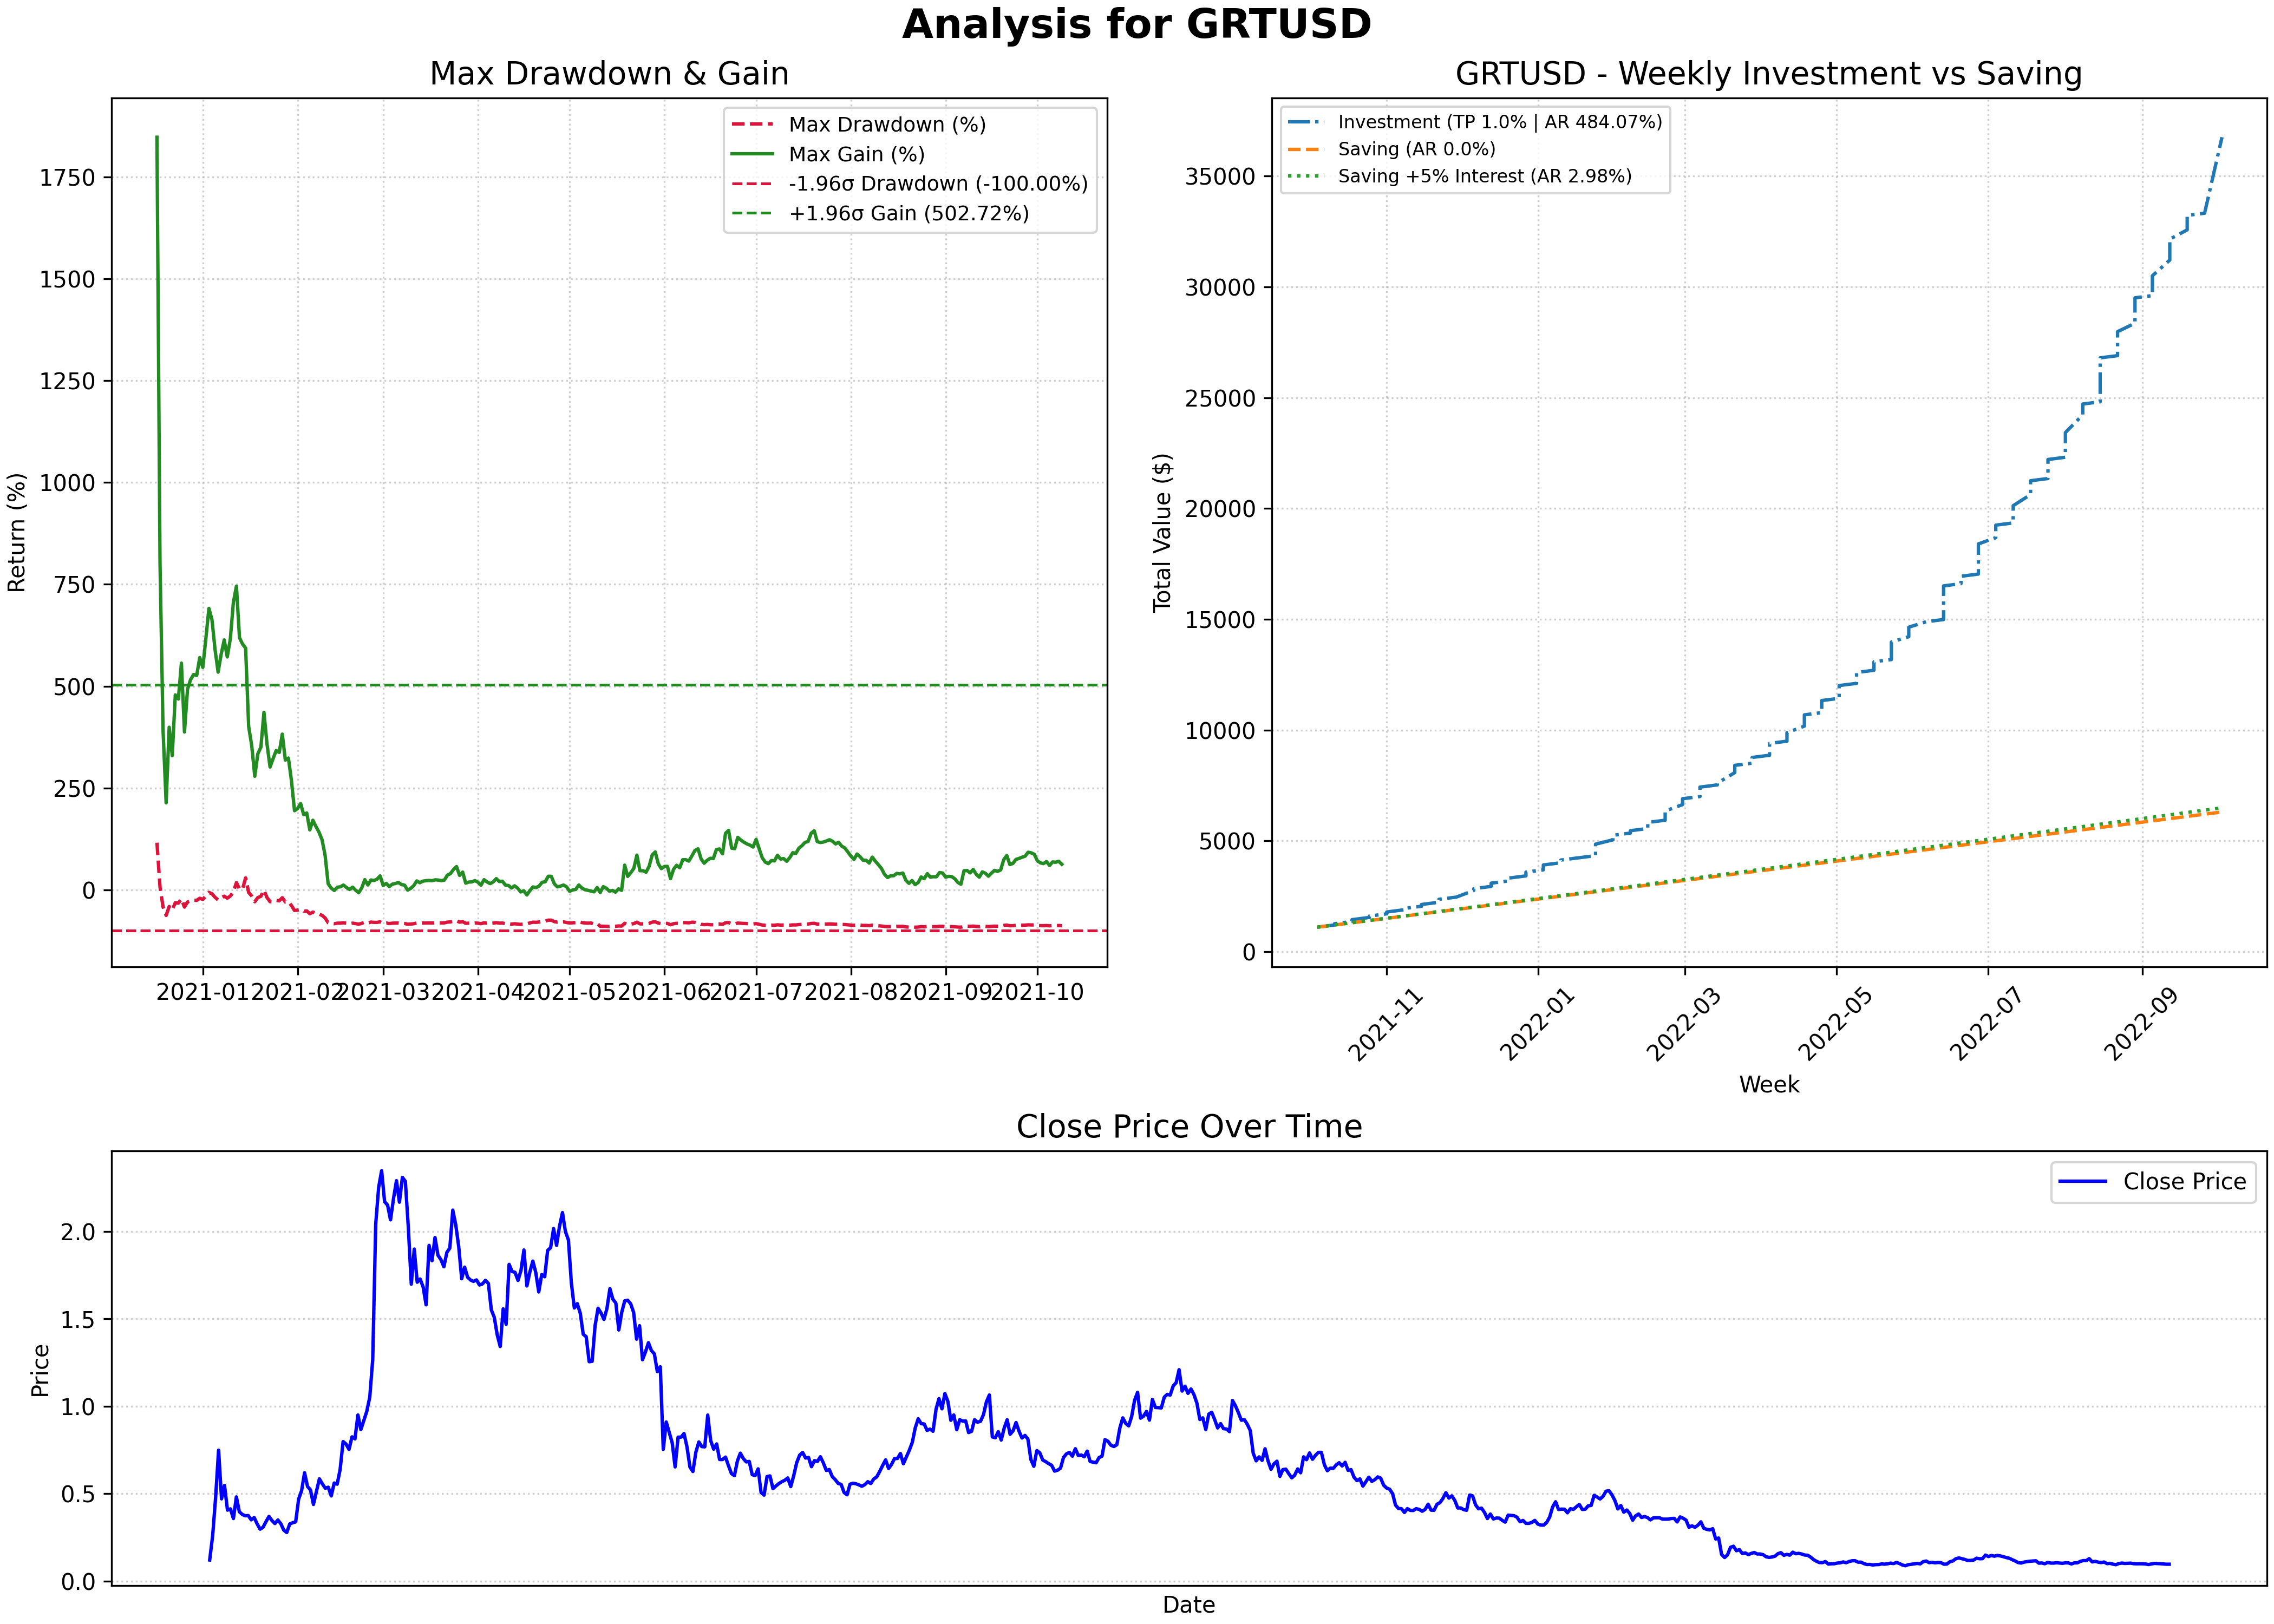 Analysis for GRTUSD
Max Drawdown & Gain
Return (%)
1750
1500
1250
1000
750
500
250
0
Max Drawdown (%)
Max Gain (%)
-1.96σ Drawdown (-100.00%)
+1.96σ Gain (502.72%)
2021-01
2021-02
2021-03
2021-04
2021-05
2021-06
2021-07
2021-08
2021-09
2021-10
GRTUSD - Weekly Investment vs Saving
Total Value ($)
35000
30000
25000
20000
15000
10000
5000
0
Investment (TP 1.0% | AR 484.07%)
Saving (AR 0.0%)
Saving +5% Interest (AR 2.98%)
2021-11
2022-01
2022-03
2022-05
2022-07
2022-09
Week
Close Price Over Time
Price
2.0
1.5
1.0
0.5
0.0
Close Price
Date